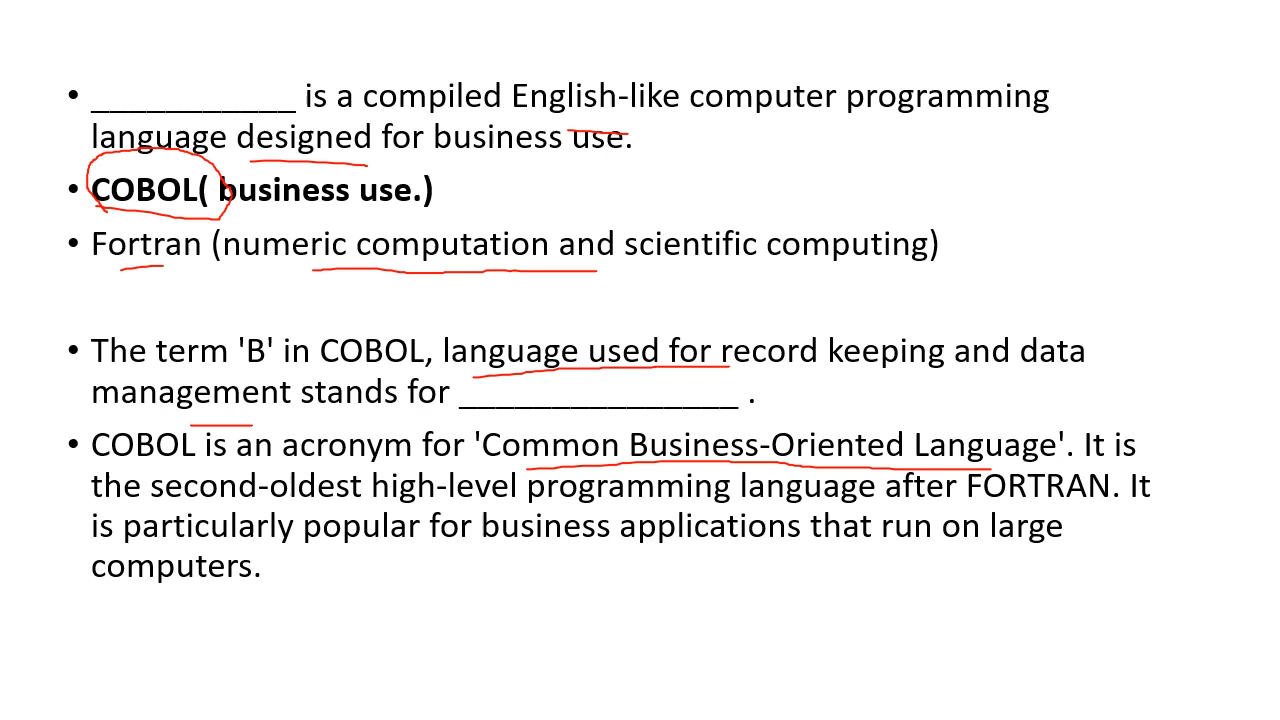 • ___________ is a compiled English-like computer programming
language designed for business use.
• COBOL( business use.)
• Fortran (numeric computation and scientific computing)
• The term 'B' in COBOL, language used for record keeping and data
management stands for _______________ .
• COBOL is an acronym for 'Common Business-Oriented Language'. It is
the second-oldest high-level programming language after FORTRAN. It
is particularly popular for business applications that run on large
computers.